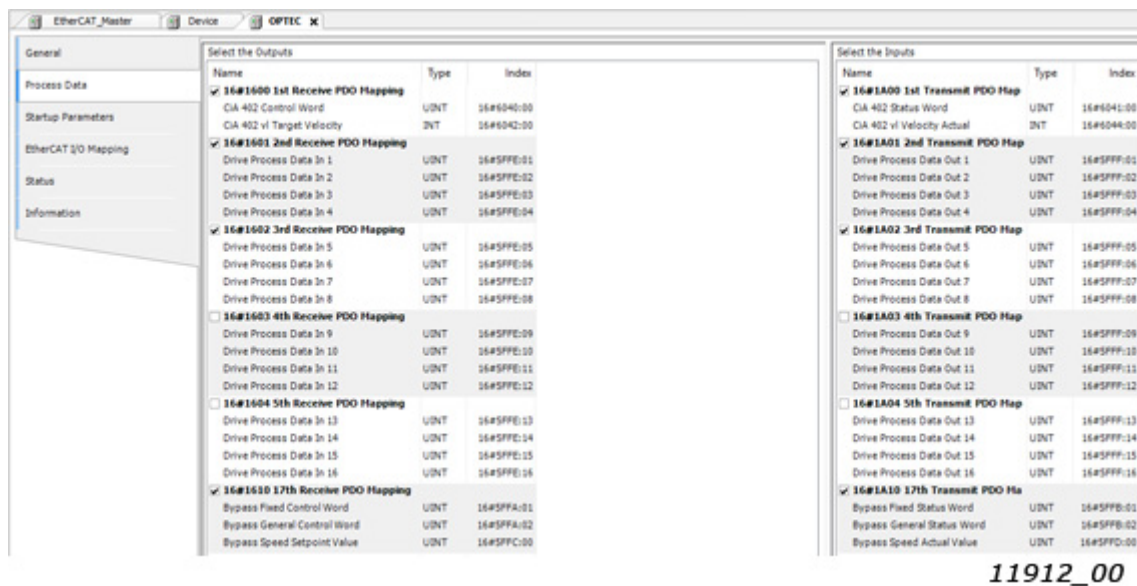 EtherCAT_Master Device OPTEC
General
Process Data
Startup Parameters
EtherCAT I/O Mapping
Status
Information
Select the Outputs
Name Type Index
16#1600 1st Receive PDO Mapping
CiA 402 Control Word UINT 16#6040:00
CiA 402 vl Target Velocity INT 16#6042:00
16#1601 2nd Receive PDO Mapping
Drive Process Data In 1 UINT 16#5FFE:01
Drive Process Data In 2 UINT 16#5FFE:02
Drive Process Data In 3 UINT 16#5FFE:03
Drive Process Data In 4 UINT 16#5FFE:04
16#1602 3rd Receive PDO Mapping
Drive Process Data In 5 UINT 16#5FFE:05
Drive Process Data In 6 UINT 16#5FFE:06
Drive Process Data In 7 UINT 16#5FFE:07
Drive Process Data In 8 UINT 16#5FFE:08
16#1603 4th Receive PDO Mapping
Drive Process Data In 9 UINT 16#5FFE:09
Drive Process Data In 10 UINT 16#5FFE:10
Drive Process Data In 11 UINT 16#5FFE:11
Drive Process Data In 12 UINT 16#5FFE:12
16#1604 5th Receive PDO Mapping
Drive Process Data In 13 UINT 16#5FFE:13
Drive Process Data In 14 UINT 16#5FFE:14
Drive Process Data In 15 UINT 16#5FFE:15
Drive Process Data In 16 UINT 16#5FFE:16
16#1610 17th Receive PDO Mapping
Bypass Fixed Control Word UINT 16#5FFA:01
Bypass General Control Word UINT 16#5FFA:02
Bypass Speed Setpoint Value UINT 16#5FFC:00
Select the Inputs
Name Type Index
16#1A00 1st Transmit PDO Map
CiA 402 Status Word UINT 16#6041:00
CiA 402 vl Velocity Actual INT 16#6044:00
16#1A01 2nd Transmit PDO Map
Drive Process Data Out 1 UINT 16#5FFF:01
Drive Process Data Out 2 UINT 16#5FFF:02
Drive Process Data Out 3 UINT 16#5FFF:03
Drive Process Data Out 4 UINT 16#5FFF:04
16#1A02 3rd Transmit PDO Map
Drive Process Data Out 5 UINT 16#5FFF:05
Drive Process Data Out 6 UINT 16#5FFF:06
Drive Process Data Out 7 UINT 16#5FFF:07
Drive Process Data Out 8 UINT 16#5FFF:08
16#1A03 4th Transmit PDO Map
Drive Process Data Out 9 UINT 16#5FFF:09
Drive Process Data Out 10 UINT 16#5FFF:10
Drive Process Data Out 11 UINT 16#5FFF:11
Drive Process Data Out 12 UINT 16#5FFF:12
16#1A04 5th Transmit PDO Map
Drive Process Data Out 13 UINT 16#5FFF:13
Drive Process Data Out 14 UINT 16#5FFF:14
Drive Process Data Out 15 UINT 16#5FFF:15
Drive Process Data Out 16 UINT 16#5FFF:16
16#1A10 17th Transmit PDO Ma
Bypass Fixed Status Word UINT 16#5FFB:01
Bypass General Status Word UINT 16#5FFB:02
Bypass Speed Actual Value UINT 16#5FFD:00
11912_00